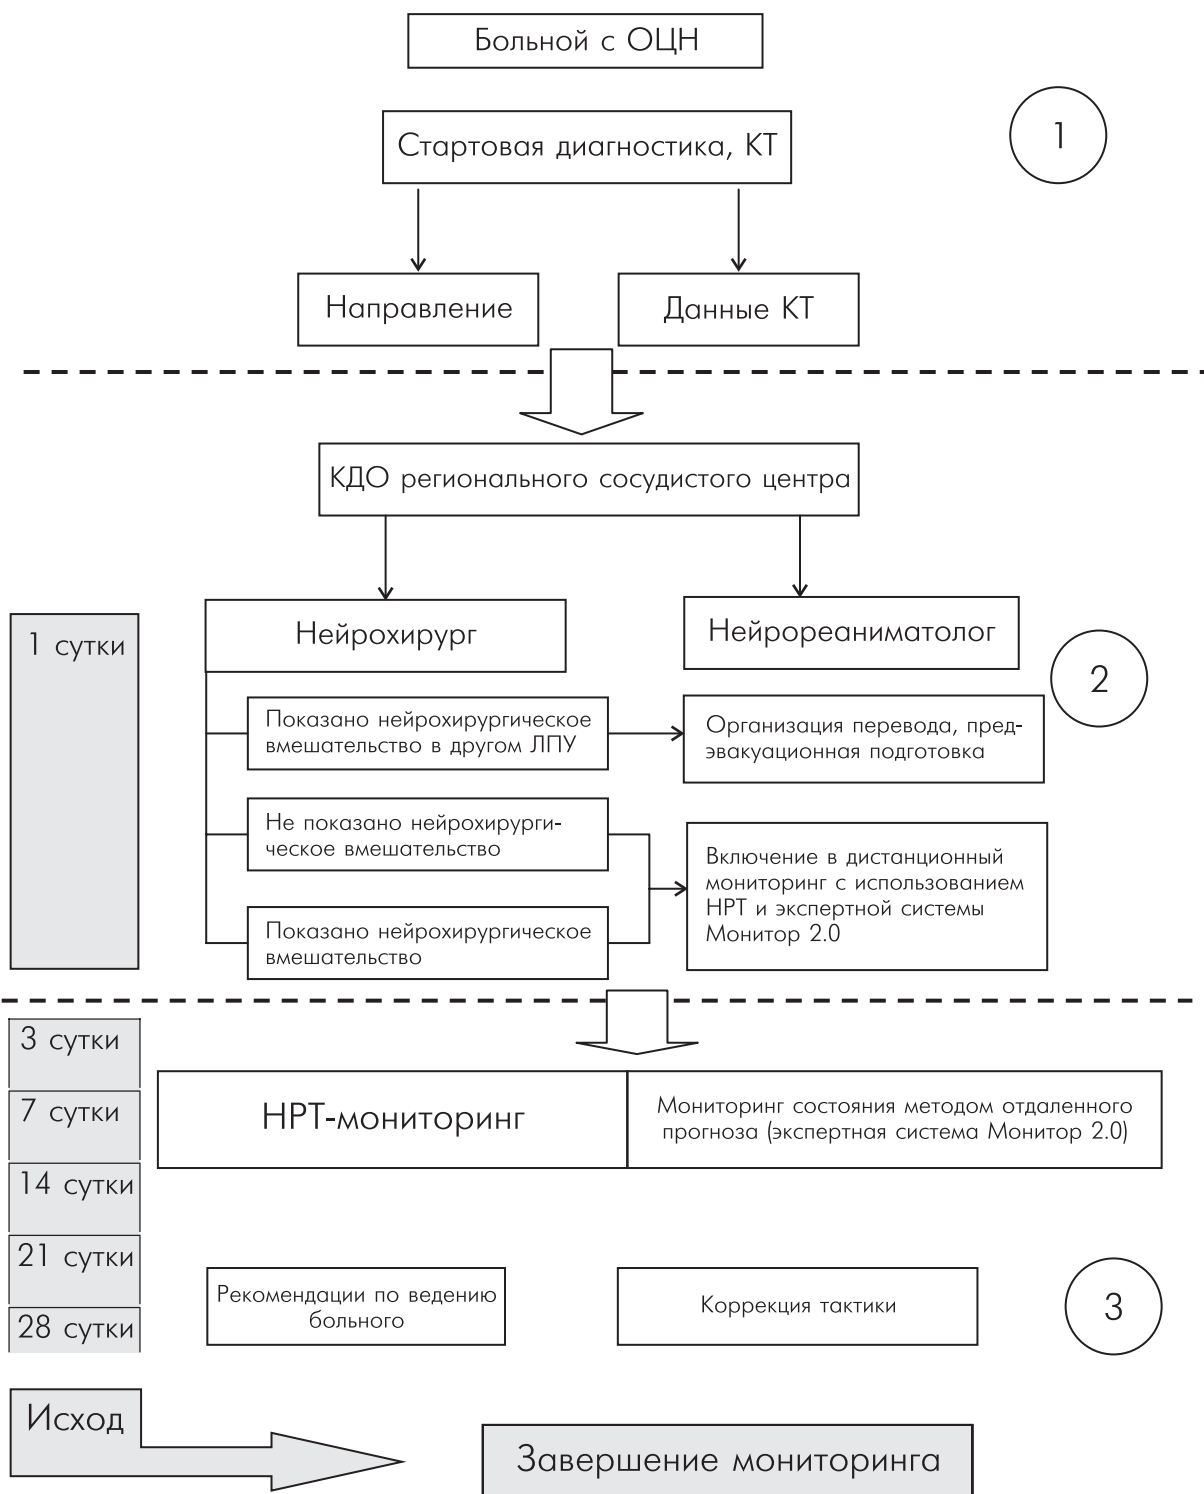 Больной с ОЦН
1
Стартовая диагностика, КТ
Направление
Данные КТ
КДО регионального сосудистого центра
1 сутки
Нейрохирург
Нейрореаниматолог
2
Показано нейрохирургическое
вмешательство в другом ЛПУ
Организация перевода, пред-
эвакуационная подготовка
Не показано нейрохирурги-
ческое вмешательство
Показано нейрохирургическое
вмешательство
Включение в дистанционный
мониторинг с использованием
НРТ и экспертной системы
Монитор 2.0
3 сутки
7 сутки
14 сутки
21 сутки
28 сутки
НРТ-мониторинг
Мониторинг состояния методом отдаленного
прогноза (экспертная система Монитор 2.0)
Рекомендации по ведению
больного
Коррекция тактики
3
Исход
Завершение мониторинга